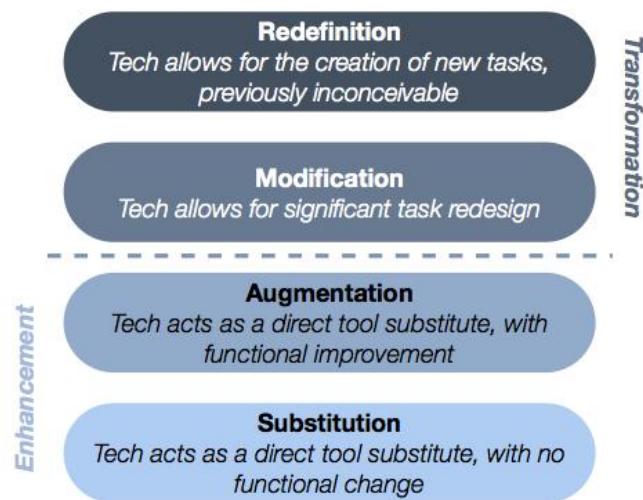 Redefinition
Tech allows for the creation of new tasks,
previously inconceivable
Transformation
Modification
Tech allows for significant task redesign
Augmentation
Tech acts as a direct tool substitute, with
functional improvement
Enhancement
Substitution
Tech acts as a direct tool substitute, with no
functional change